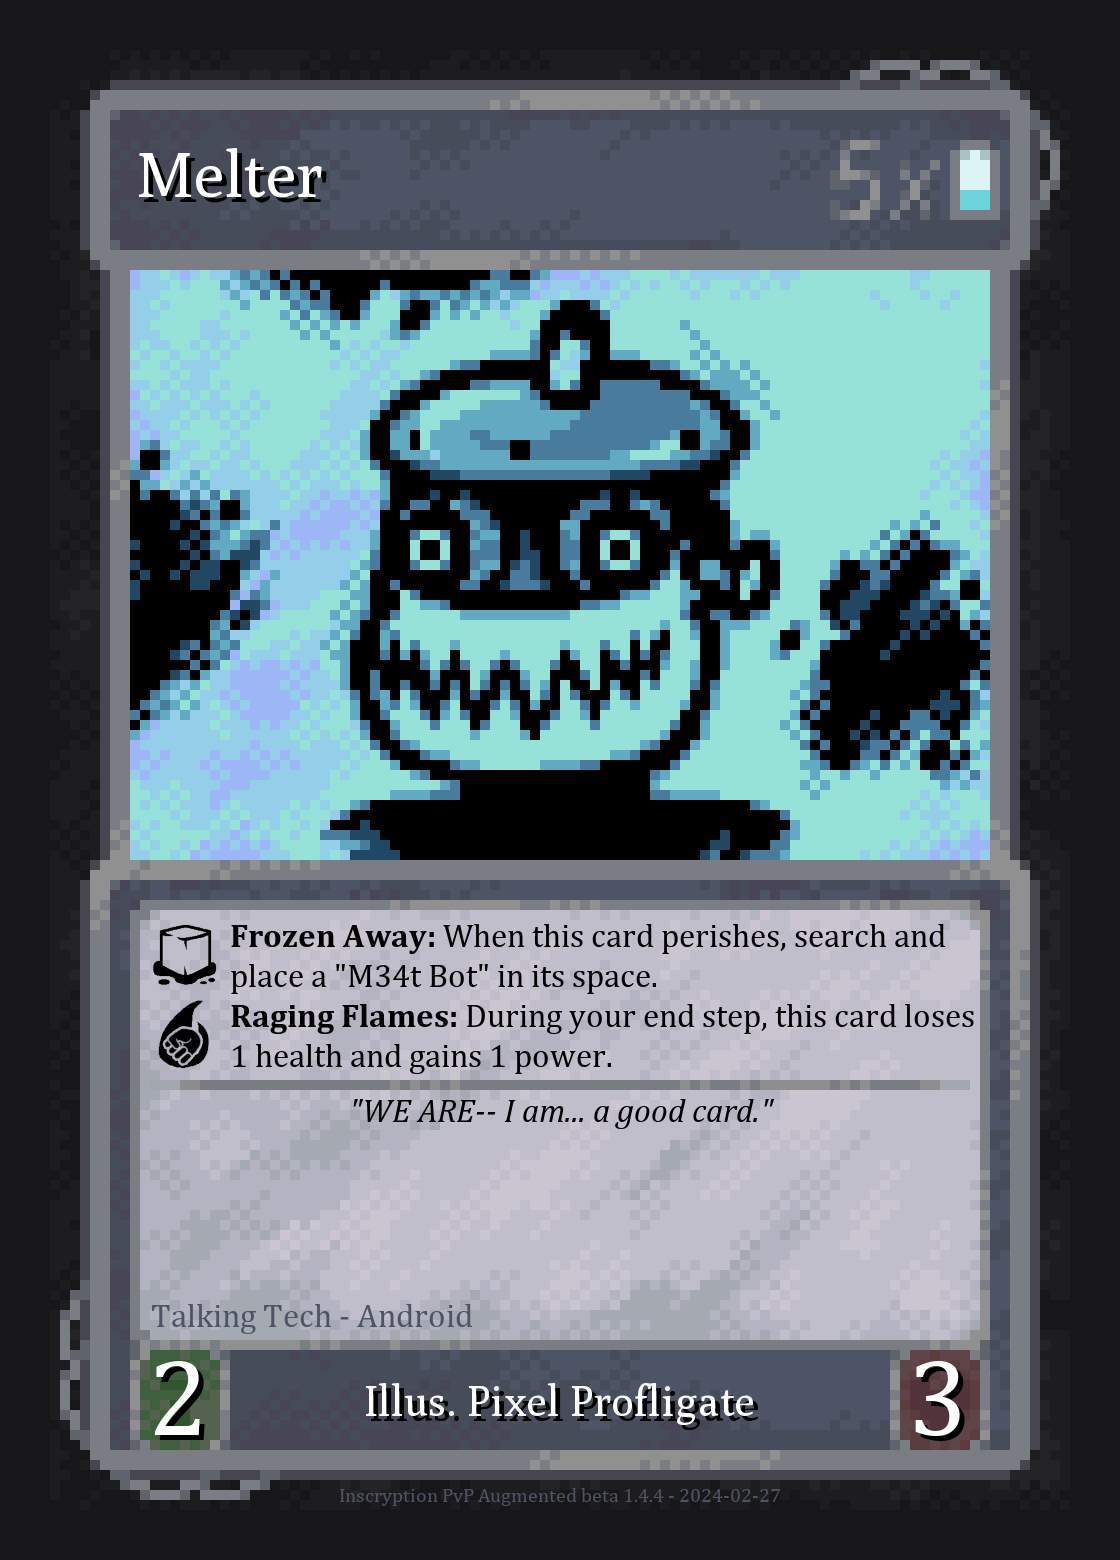 Melter
5x
Frozen Away: When this card perishes, search and
place a "M34t Bot" in its space.
Raging Flames: During your end step, this card loses
1 health and gains 1 power.
"WE ARE-- I am... a good card."
Talking Tech - Android
2
Illus. Pixel Profligate
3
Inscryption PvP Augmented beta 1.4.4 - 2024-02-27